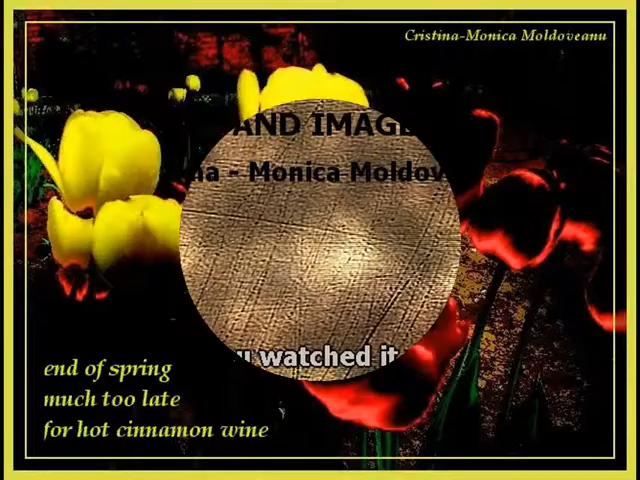 Cristina-Monica Moldoveanu
AND IMAGE
- Monica Moldov
watched it
end of spring
much too late
for hot cinnamon wine